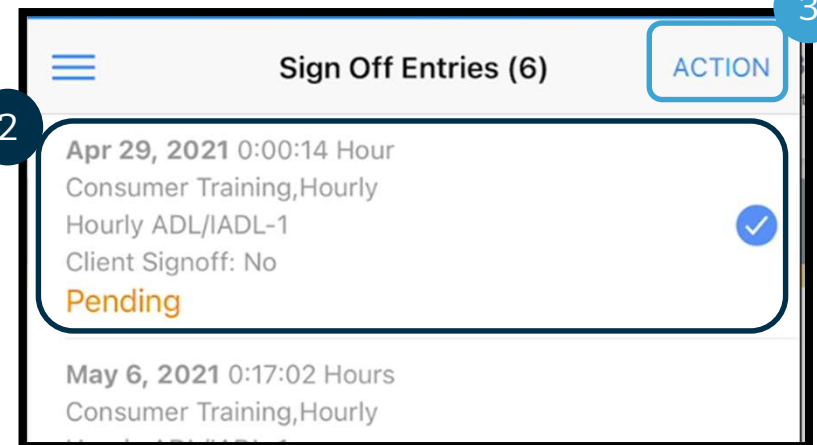 3
Sign Off Entries (6) ACTION
2
Apr 29, 2021 0:00:14 Hour
Consumer Training,Hourly
Hourly ADL/IADL-1
Client Signoff: No
Pending
May 6, 2021 0:17:02 Hours
Consumer Training,Hourly